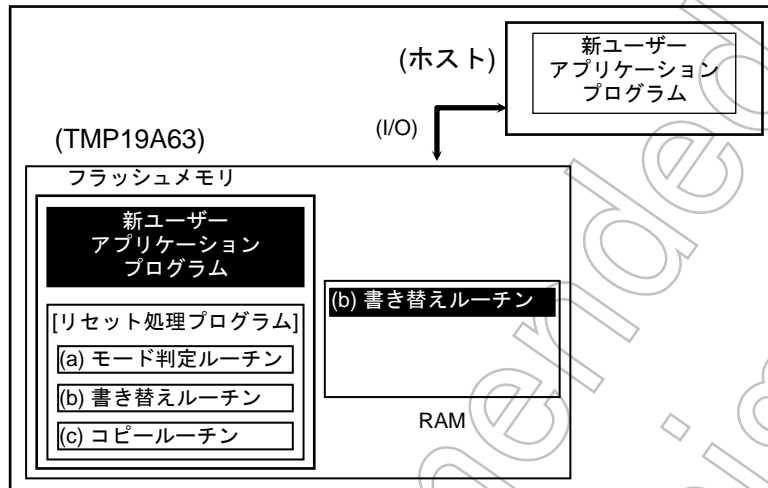 (ホスト)
新ユーザー
アプリケーション
プログラム
(I/O)
(TMP19A63)
フラッシュメモリ
新ユーザー
アプリケーション
プログラム
[リセット処理プログラム]
(a) モード判定ルーチン
(b) 書き替えルーチン
(c) コピールーチン
(b) 書き替えルーチン
RAM